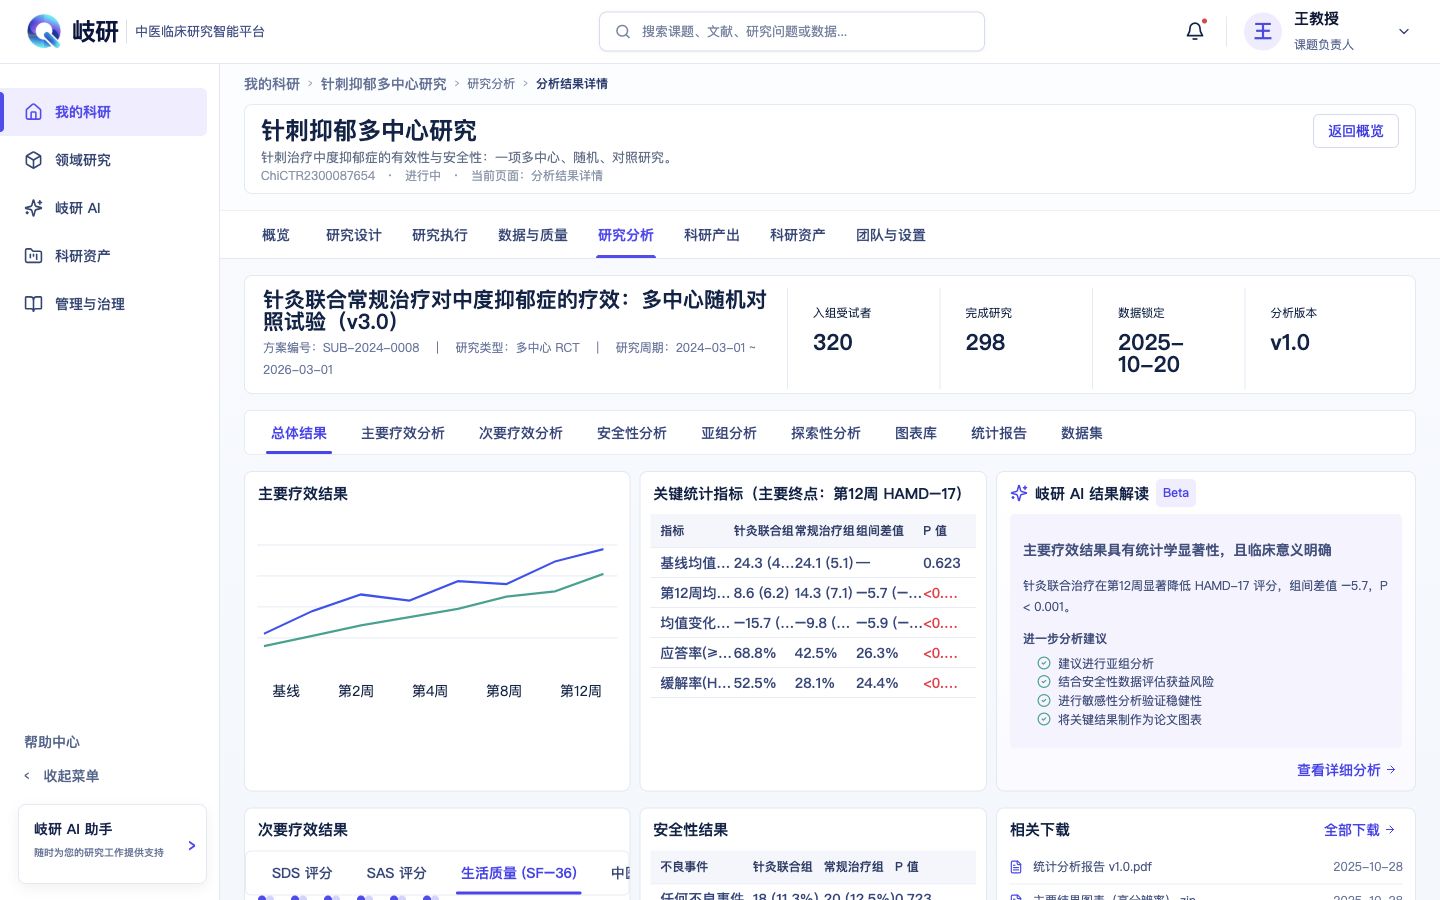 岐研
中医临床研究智能平台
搜索课题、文献、研究问题或数据...
王
王教授
课题负责人
我的科研
领域研究
岐研 AI
科研资产
管理与治理
帮助中心
收起菜单
岐研 AI 助手
随时为您的研究工作提供支持
我的科研 › 针刺抑郁多中心研究 › 研究分析 › 分析结果详情
针刺抑郁多中心研究
针刺治疗中度抑郁症的有效性与安全性：一项多中心、随机、对照研究。
ChiCTR2300087654 · 进行中 · 当前页面：分析结果详情
返回概览
概览 研究设计 研究执行 数据与质量 研究分析 科研产出 科研资产 团队与设置
针灸联合常规治疗对中度抑郁症的疗效：多中心随机对
照试验（v3.0）
方案编号：SUB-2024-0008 | 研究类型：多中心 RCT | 研究周期：2024-03-01 ~
2026-03-01
入组受试者
320
完成研究
298
数据锁定
2025-
10-20
分析版本
v1.0
总体结果 主要疗效分析 次要疗效分析 安全性分析 亚组分析 探索性分析 图表库 统计报告 数据集
主要疗效结果
基线 第2周 第4周 第8周 第12周
关键统计指标（主要终点：第12周 HAMD-17）
指标 针灸联合组 常规治疗组 组间差值 P 值
基线均值... 24.3 (4... 24.1 (5.1) — 0.623
第12周均... 8.6 (6.2) 14.3 (7.1) −5.7 (−... <0....
均值变化... −15.7 (... −9.8 (... −5.9 (−... <0....
应答率(≥... 68.8% 42.5% 26.3% <0....
缓解率(H... 52.5% 28.1% 24.4% <0....
岐研 AI 结果解读 Beta
主要疗效结果具有统计学显著性，且临床意义明确
针灸联合治疗在第12周显著降低 HAMD-17 评分，组间差值 −5.7，P
< 0.001。
进一步分析建议
建议进行亚组分析
结合安全性数据评估获益风险
进行敏感性分析验证稳健性
将关键结果制作为论文图表
查看详细分析 →
次要疗效结果
SDS 评分 SAS 评分 生活质量 (SF-36)
安全性结果
不良事件 针灸联合组 常规治疗组 P 值
任何不良事件 18 (11.3%) 20 (12.5%) 0.723
相关下载
全部下载 →
统计分析报告 v1.0.pdf 2025-10-28
主要结果图表（高分辨率）.zip 2025-10-28